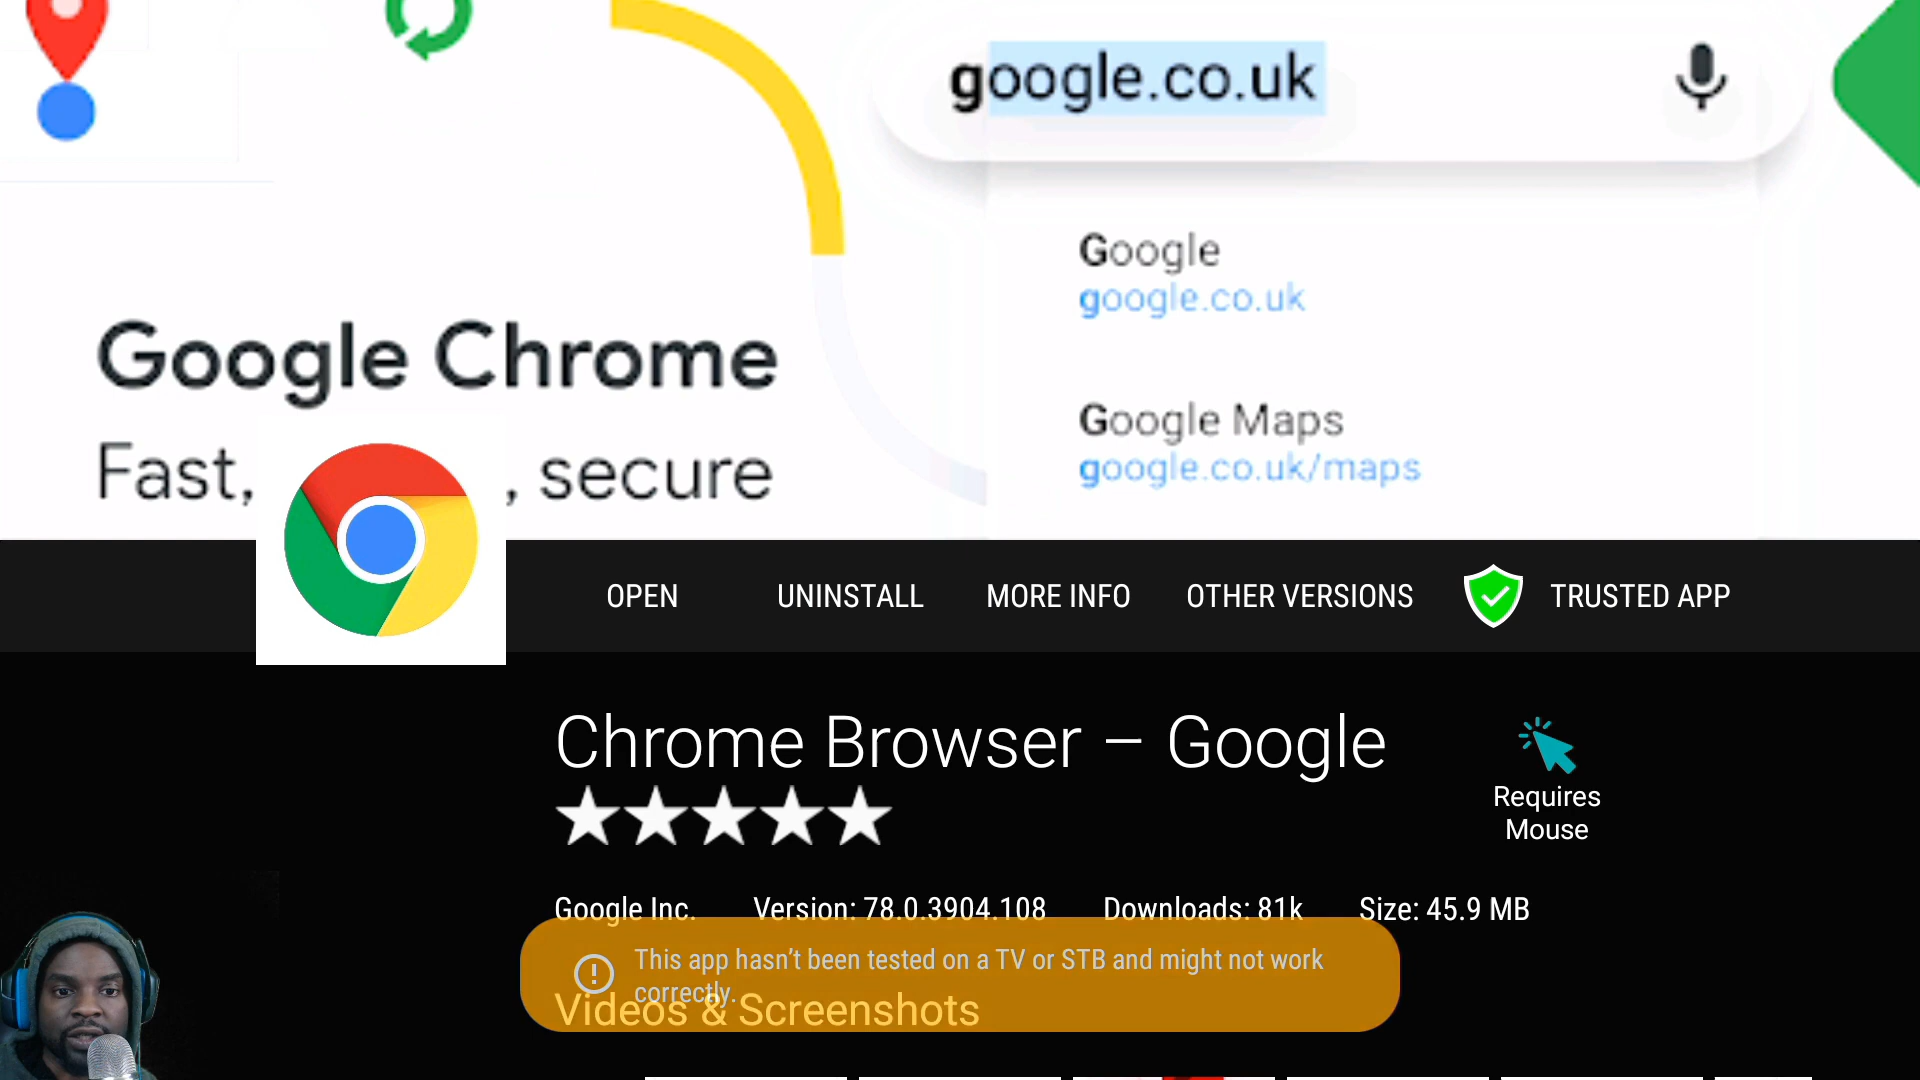 google.co.uk
Google
google.co.uk
Google Maps
google.co.uk/maps
Google Chrome
Fast, , secure
OPEN UNINSTALL MORE INFO OTHER VERSIONS TRUSTED APP
Chrome Browser – Google
Requires
Mouse
Google Inc. Version: 78.0.3904.108 Downloads: 81k Size: 45.9 MB
This app hasn't been tested on a TV or STB and might not work
correctly.
Videos & Screenshots